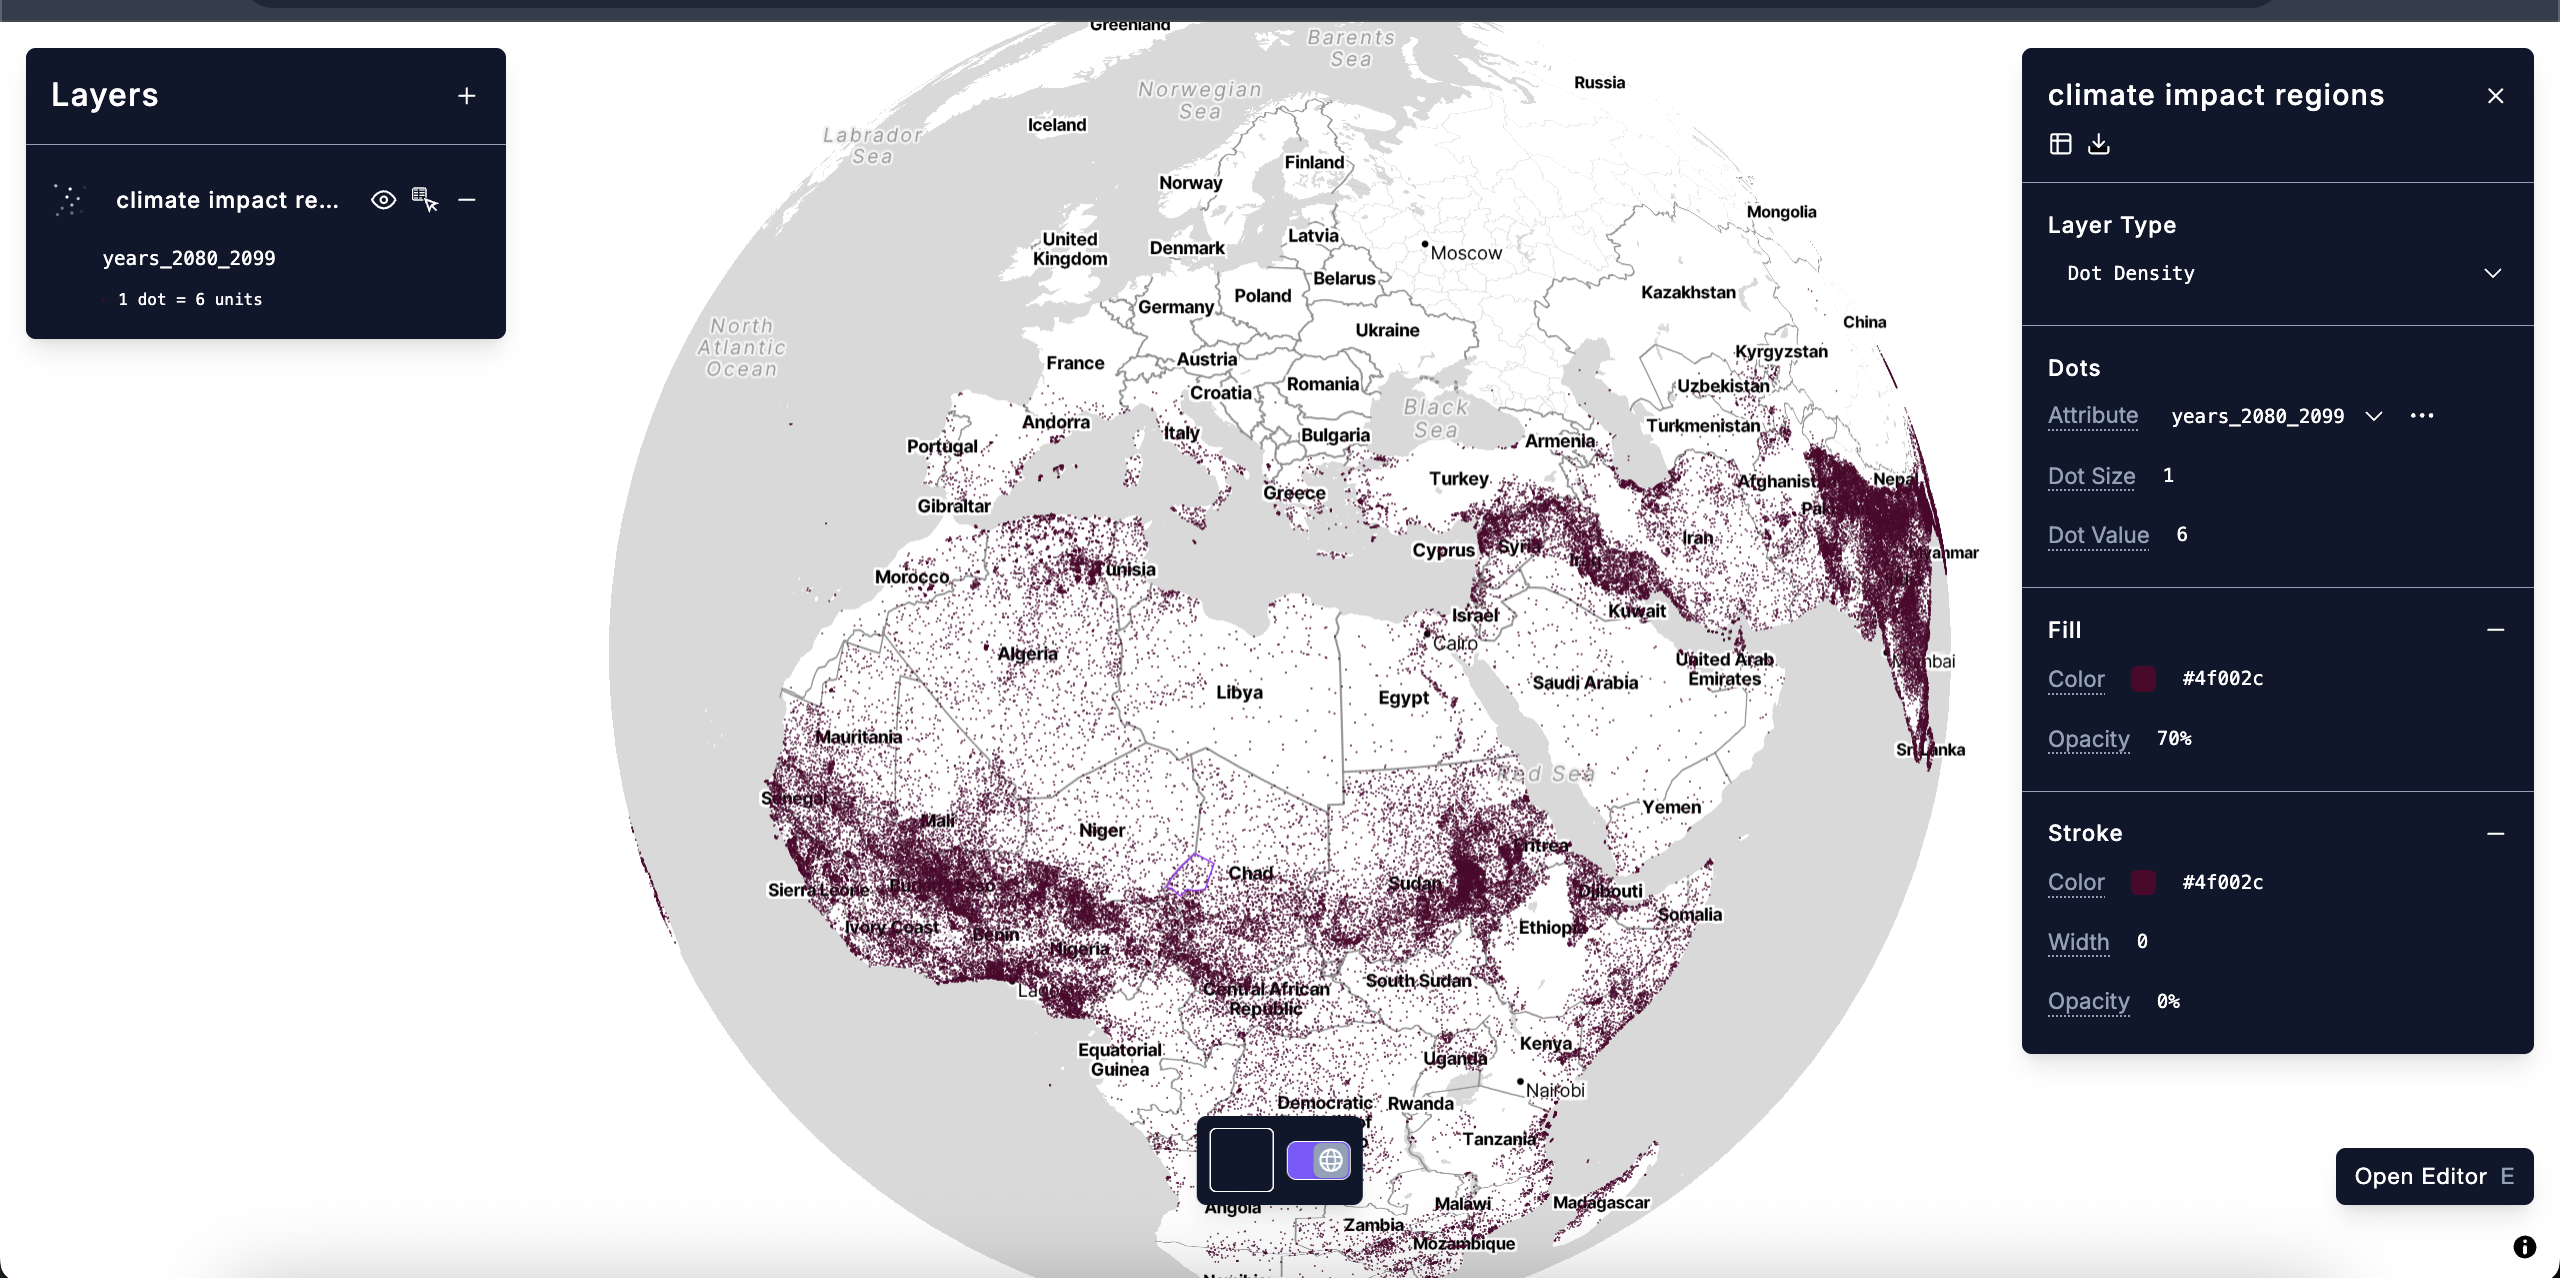 Layers
climate impact re...
years_2080_2099
1 dot = 6 units
Greenland
Barents
Sea
Russia
Norwegian
Sea
Iceland
Labrador
Sea
Finland
Norway
Mongolia
United
Kingdom
Denmark
Latvia
Moscow
Belarus
Kazakhstan
Germany
Poland
China
North
Atlantic
Ocean
Ukraine
France
Austria
Kyrgyzstan
Croatia
Romania
Uzbekistan
Black
Sea
Andorra
Italy
Bulgaria
Turkmenistan
Portugal
Armenia
Turkey
Afghanist
Nepal
Greece
Gibraltar
Cyprus
Syria
Iran
Iraq
Myanmar
Morocco
Tunisia
Israel
Kuwait
Cairo
Algeria
United Arab
Emirates
Mumbai
Libya
Egypt
Saudi Arabia
Mauritania
Sri Lanka
Red Sea
Senegal
Yemen
Mali
Niger
Eritrea
Chad
Sudan
Djibouti
Sierra Leone
Burkina Faso
Somalia
Ivory Coast
Benin
Ethiopia
Nigeria
Lagos
South Sudan
Central African
Republic
Equatorial
Guinea
Kenya
Uganda
Nairobi
Democratic
Rwanda
Tanzania
Angola
Malawi
Madagascar
Zambia
Mozambique
climate impact regions
Layer Type
Dot Density
Dots
Attribute years_2080_2099
Dot Size 1
Dot Value 6
Fill
Color #4f002c
Opacity 70%
Stroke
Color #4f002c
Width 0
Opacity 0%
Open Editor E